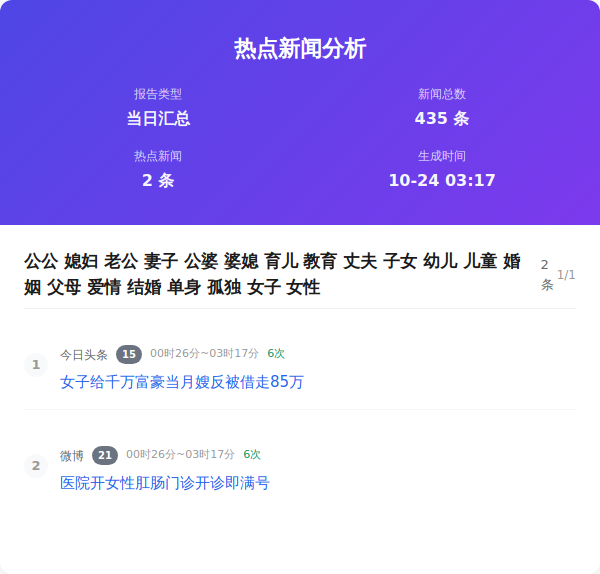 热点新闻分析
报告类型
当日汇总
新闻总数
435 条
热点新闻
2 条
生成时间
10-24 03:17
公公 媳妇 老公 妻子 公婆 婆媳 育儿 教育 丈夫 子女 幼儿 儿童 婚
姻 父母 爱情 结婚 单身 孤独 女子 女性
2
条
1/1
1
今日头条 15 00时26分~03时17分 6次
女子给千万富豪当月嫂反被借走85万
2
微博 21 00时26分~03时17分 6次
医院开女性肛肠门诊开诊即满号